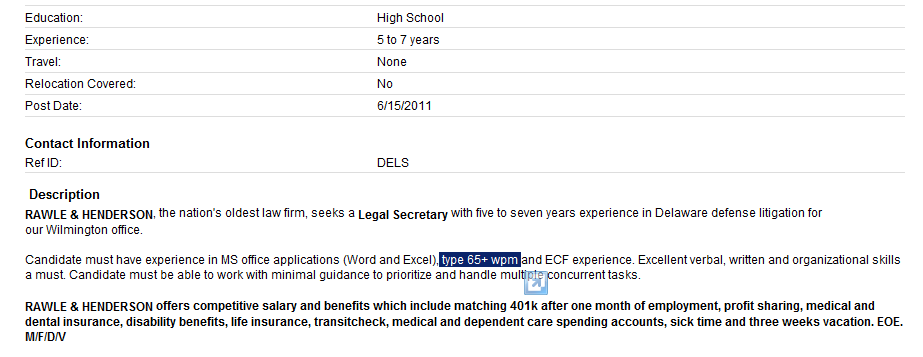 Education: High School
Experience: 5 to 7 years
Travel: None
Relocation Covered: No
Post Date: 6/15/2011
Contact Information
Ref ID: DELS
Description
RAWLE & HENDERSON, the nation's oldest law firm, seeks a Legal Secretary with five to seven years experience in Delaware defense litigation for
our Wilmington office.
Candidate must have experience in MS office applications (Word and Excel), type 65+ wpm and ECF experience. Excellent verbal, written and organizational skills
a must. Candidate must be able to work with minimal guidance to prioritize and handle multiple concurrent tasks.
RAWLE & HENDERSON offers competitive salary and benefits which include matching 401k after one month of employment, profit sharing, medical and
dental insurance, disability benefits, life insurance, transitcheck, medical and dependent care spending accounts, sick time and three weeks vacation. EOE.
M/F/D/V